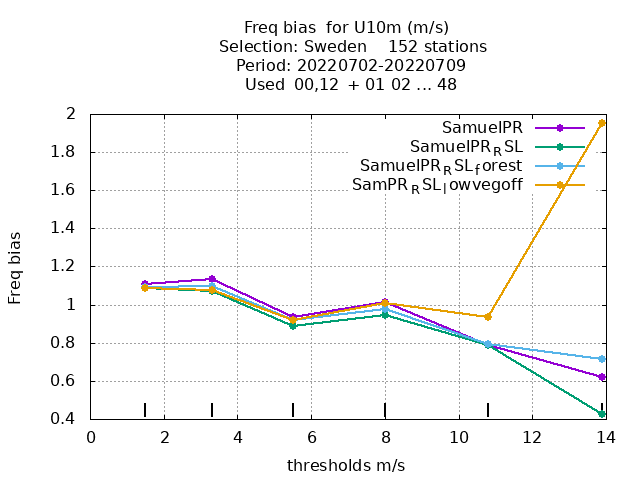 Freq bias  for U10m (m/s)
Selection: Sweden    152 stations
Period: 20220702-20220709
Used  00,12  + 01 02 ... 48
2
1.8
1.6
1.4
1.2
1
0.8
0.6
0.4
Freq bias
SamuelPR
SamuelPR_RSL
SamuelPR_RSL_forest
SamPR_RSL_lowvegoff
0 2 4 6 8 10 12 14
thresholds m/s